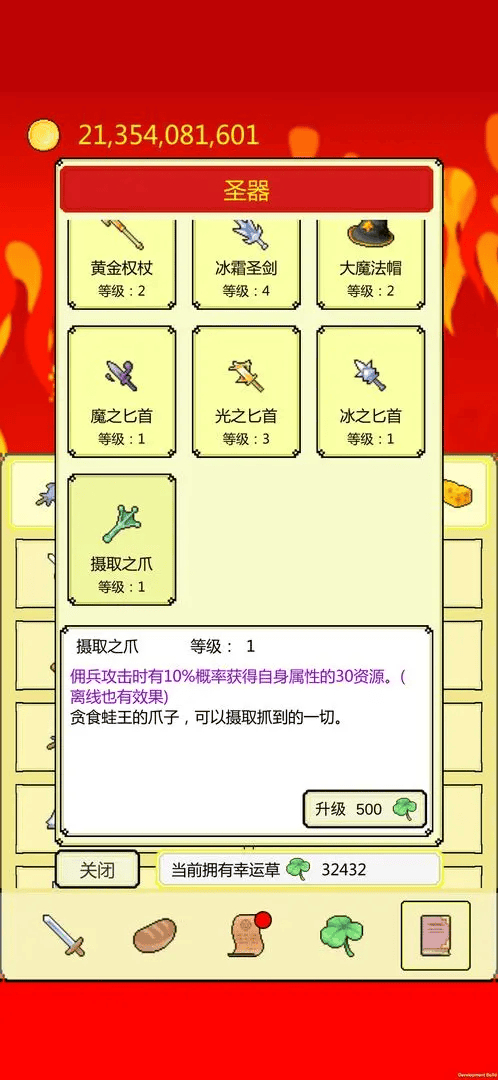 21,354,081,601
圣器
黄金权杖
等级：2
冰霜圣剑
等级：4
大魔法帽
等级：2
魔之匕首
等级：1
光之匕首
等级：3
冰之匕首
等级：1
摄取之爪
等级：1
摄取之爪 等级： 1
佣兵攻击时有10%概率获得自身属性的30资源。(
离线也有效果)
贪食蛙王的爪子，可以摄取抓到的一切。
升级 500
关闭
当前拥有幸运草 32432
Development Build